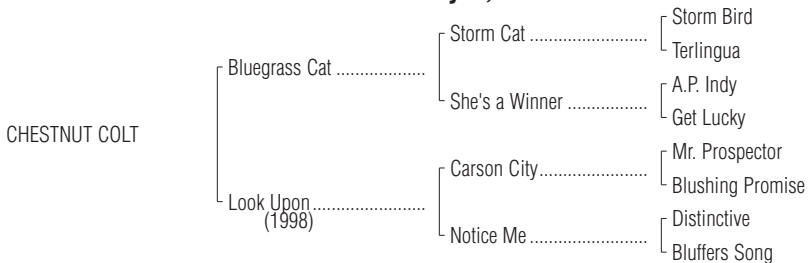 Storm Bird
Storm Cat ........................
Terlingua
Bluegrass Cat ...................
A.P. Indy
She's a Winner ................
Get Lucky
CHESTNUT COLT
Mr. Prospector
Carson City......................
Blushing Promise
Look Upon........................
(1998)
Distinctive
Notice Me ........................
Bluffers Song